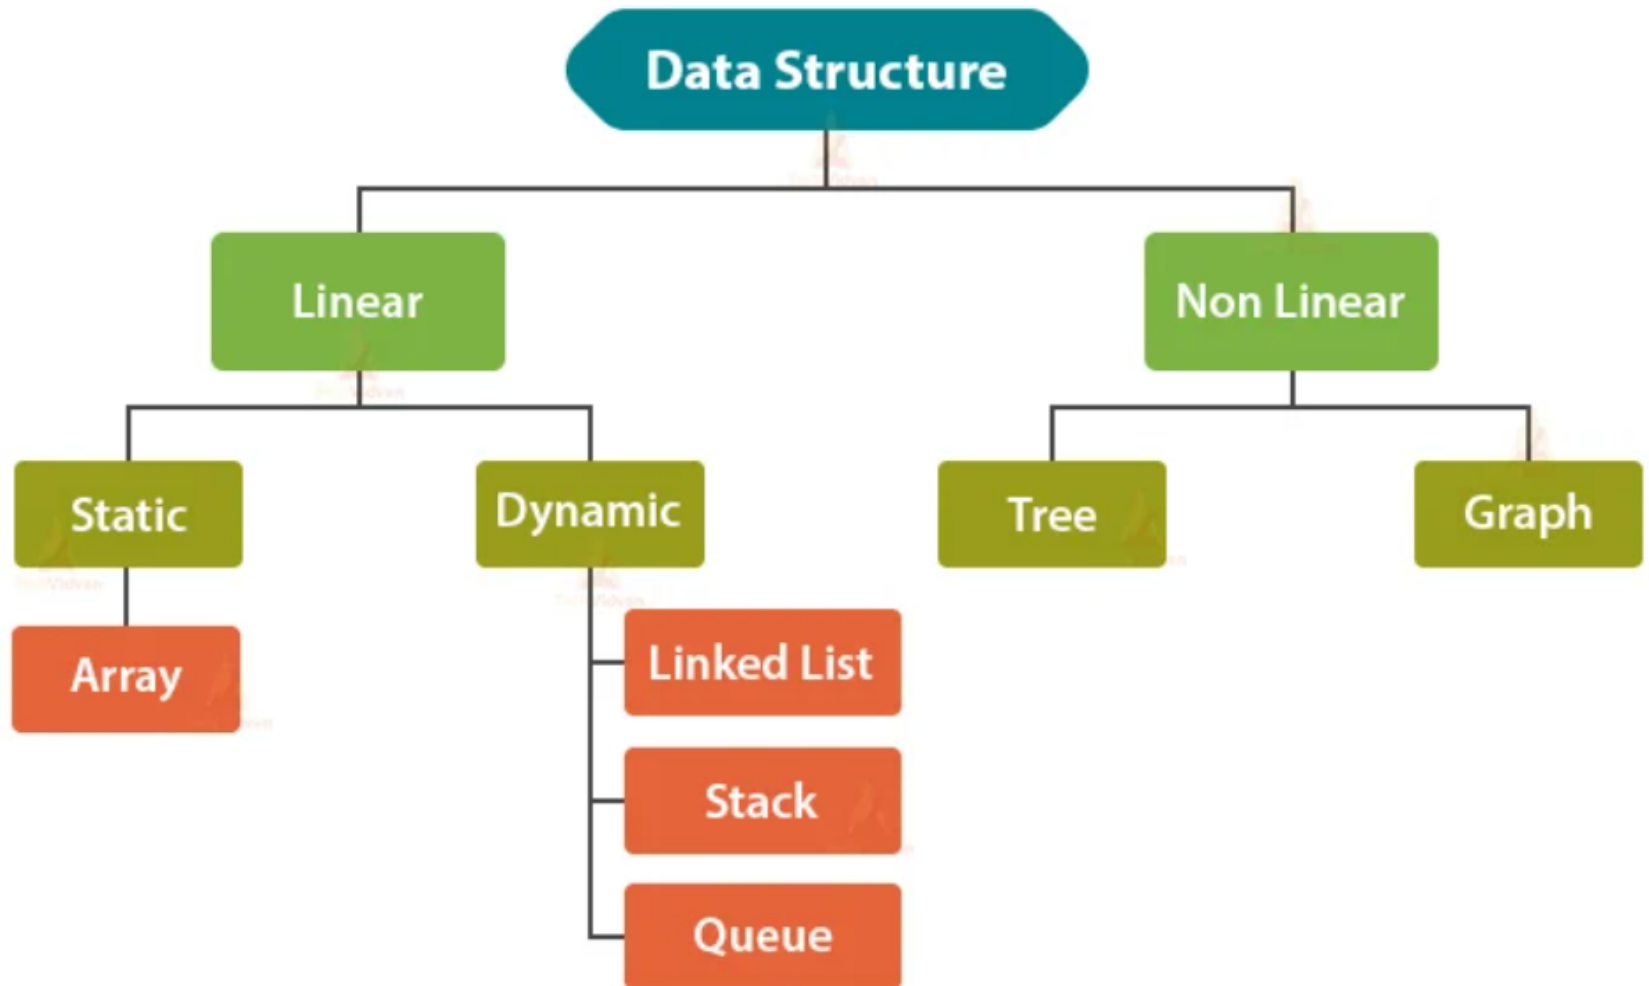 Data Structure
Linear
Non Linear
Static
Dynamic
Tree
Graph
Array
Linked List
Stack
Queue